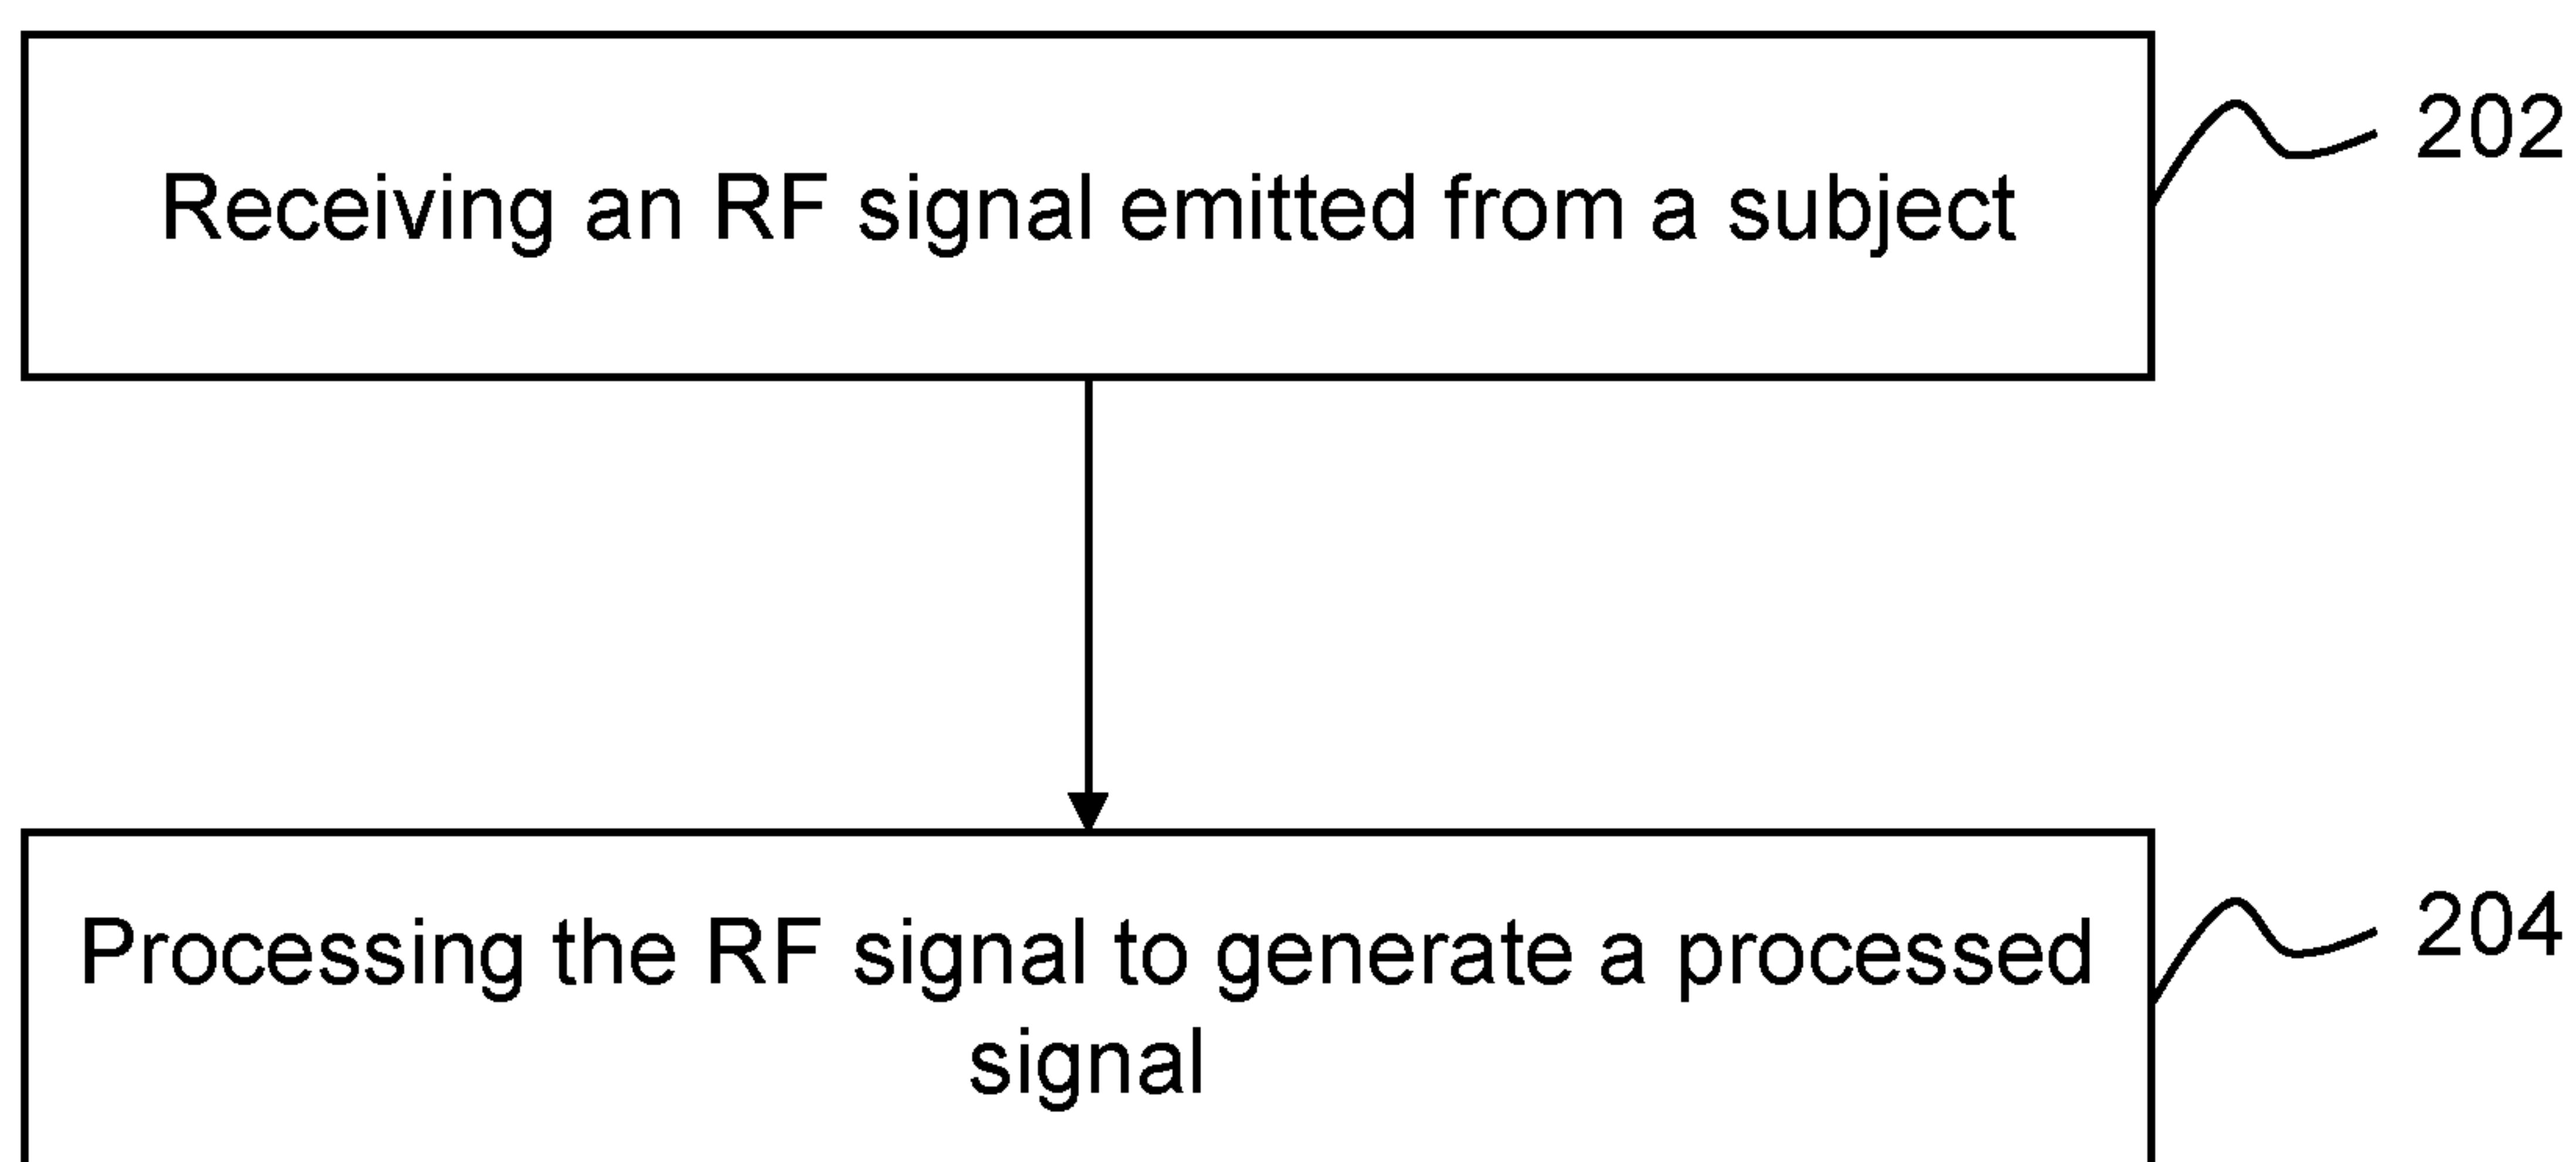 Receiving an RF signal emitted from a subject
202
Processing the RF signal to generate a processed
signal
204